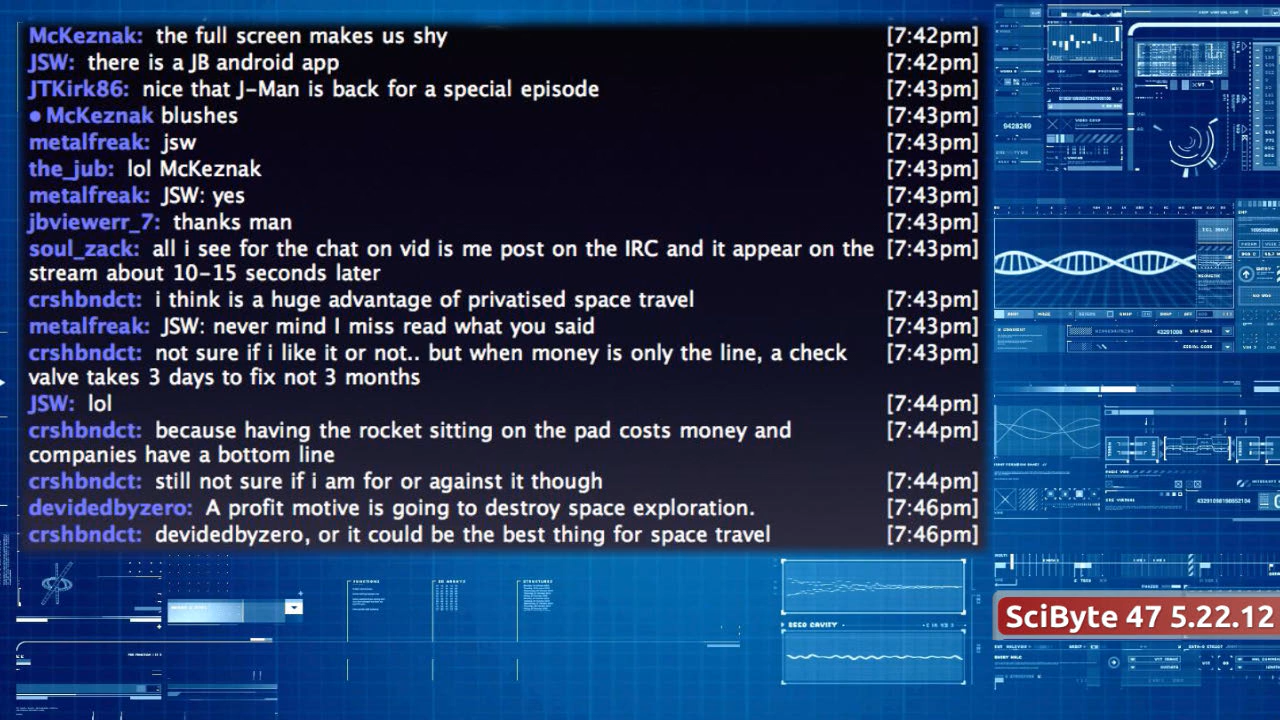 McKeznak: the full screen makes us shy [7:42pm]
JSW: there is a JB android app [7:42pm]
JTKirk86: nice that J-Man is back for a special episode [7:43pm]
• McKeznak blushes [7:43pm]
metalfreak: jsw [7:43pm]
the_jub: lol McKeznak [7:43pm]
metalfreak: JSW: yes [7:43pm]
jbviewerr_7: thanks man [7:43pm]
soul_zack: all i see for the chat on vid is me post on the IRC and it appear on the [7:43pm]
stream about 10-15 seconds later
crshbndct: i think is a huge advantage of privatised space travel [7:43pm]
metalfreak: JSW: never mind I miss read what you said [7:43pm]
crshbndct: not sure if i like it or not.. but when money is only the line, a check [7:43pm]
valve takes 3 days to fix not 3 months
JSW: lol [7:44pm]
crshbndct: because having the rocket sitting on the pad costs money and [7:44pm]
companies have a bottom line
crshbndct: still not sure if i am for or against it though [7:44pm]
devidedbyzero: A profit motive is going to destroy space exploration. [7:46pm]
crshbndct: devidedbyzero, or it could be the best thing for space travel [7:46pm]
9428249
SciByte 47 5.22.12